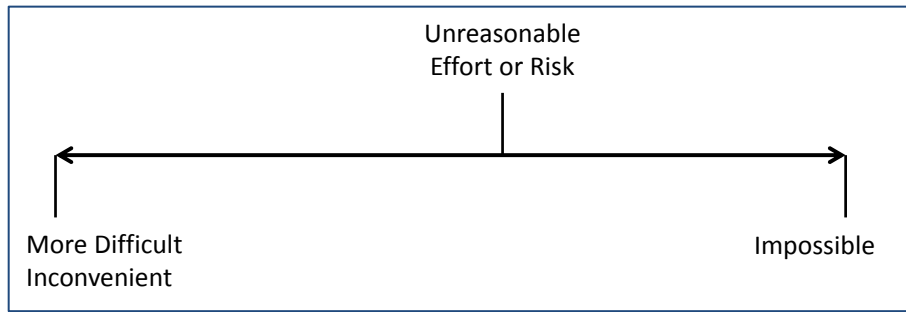 Unreasonable
Effort or Risk
More Difficult
Inconvenient
Impossible